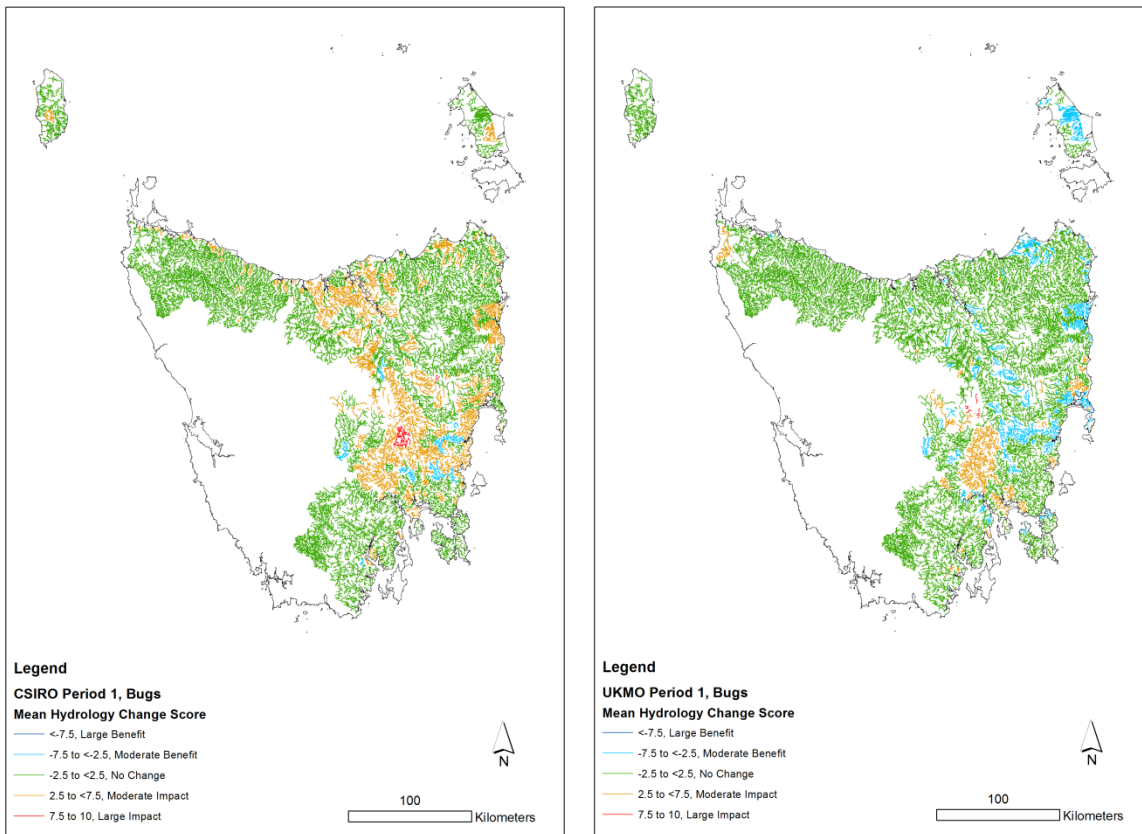 Legend
CSIRO Period 1, Bugs
Mean Hydrology Change Score
<-7.5, Large Benefit
-7.5 to <-2.5, Moderate Benefit
-2.5 to <2.5, No Change
2.5 to <7.5, Moderate Impact
7.5 to 10, Large Impact
N
100
Kilometers
Legend
UKMO Period 1, Bugs
Mean Hydrology Change Score
<-7.5, Large Benefit
-7.5 to <-2.5, Moderate Benefit
-2.5 to <2.5, No Change
2.5 to <7.5, Moderate Impact
7.5 to 10, Large Impact
N
100
Kilometers